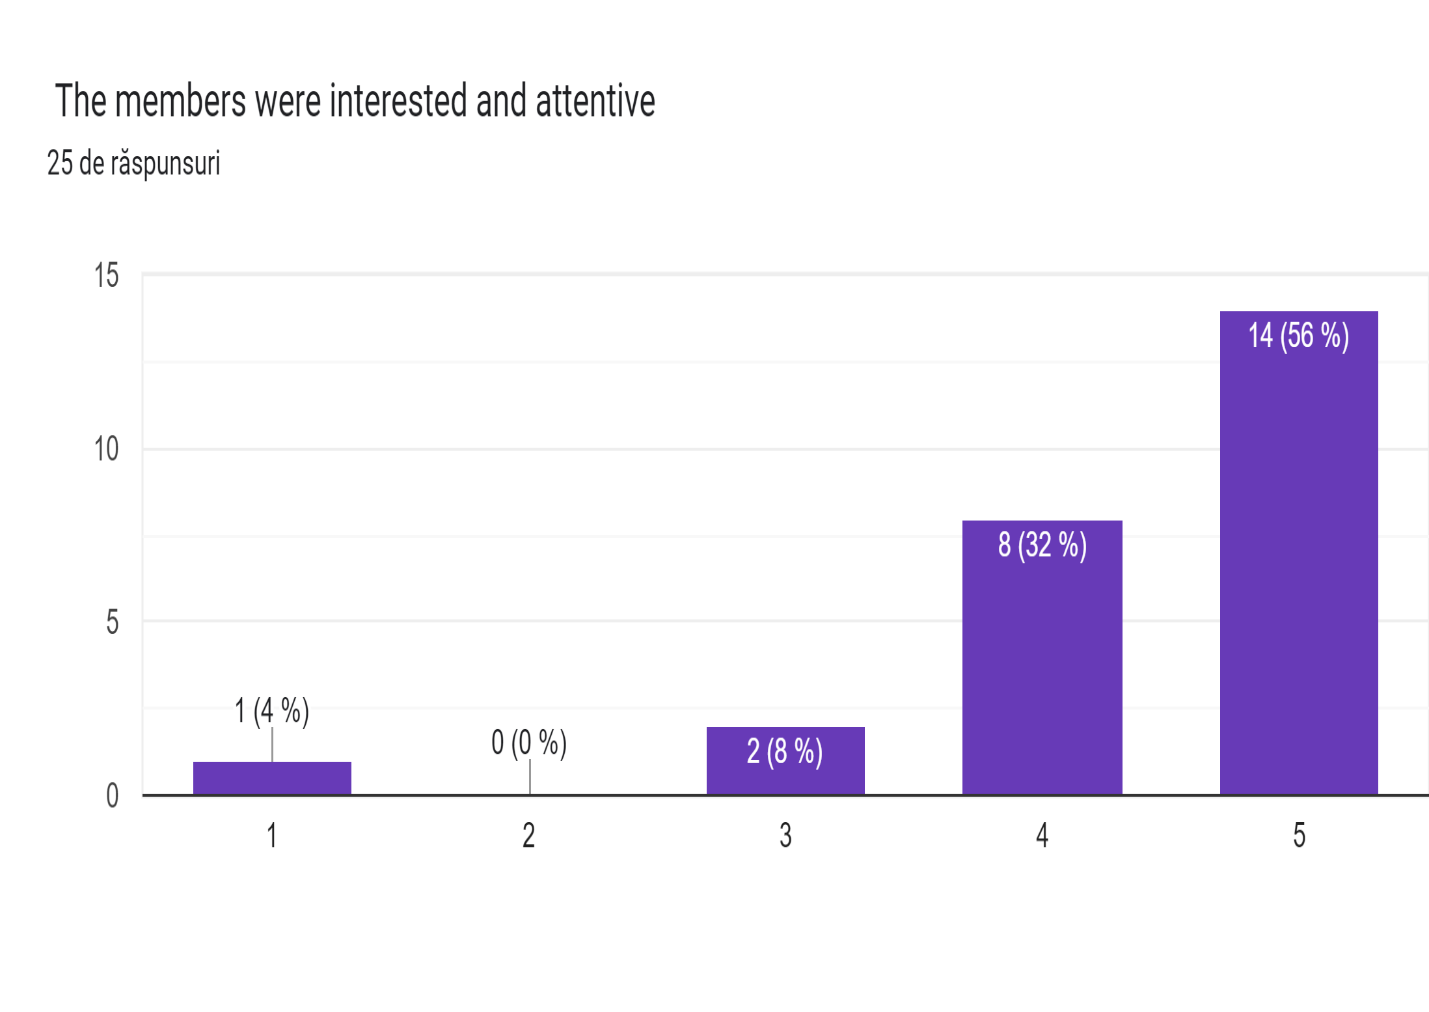 The members were interested and attentive
25 de răspunsuri
15
10
5
0
1 (4 %)
0 (0 %)
2 (8 %)
8 (32 %)
14 (56 %)
1
2
3
4
5